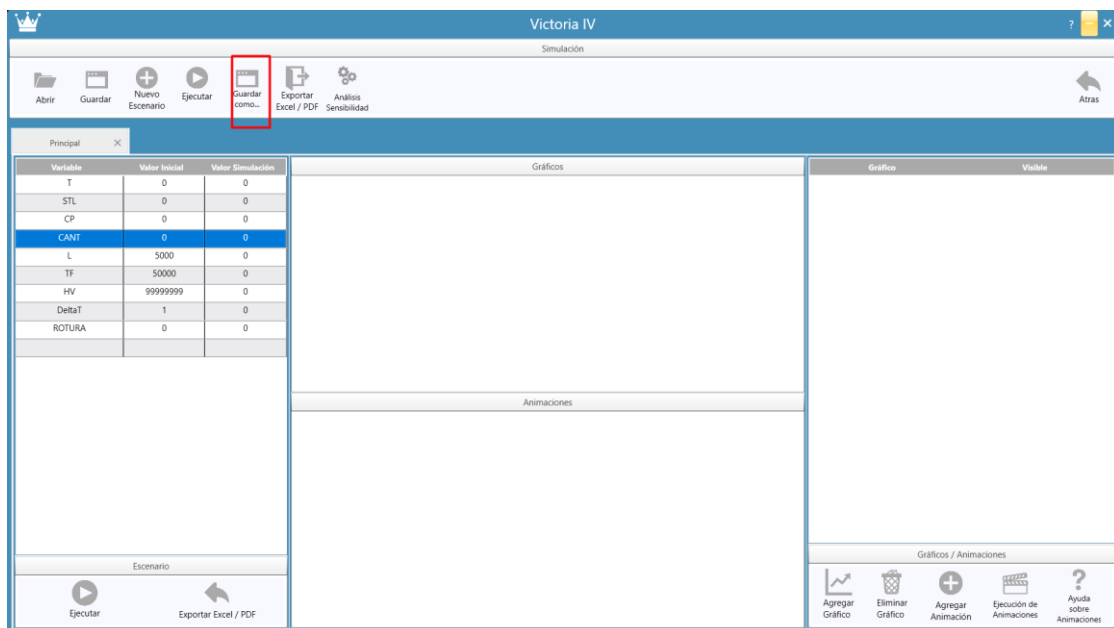 Victoria IV
?
×
Simulación
Abrir
Guardar
Nuevo
Escenario
Ejecutar
Guardar
como...
Exportar
Excel / PDF
Análisis
Sensibilidad
Atras
Principal ×
Variable Valor Inicial Valor Simulación
T 0 0
STL 0 0
CP 0 0
CANT 0 0
L 5000 0
TF 50000 0
HV 99999999 0
DeltaT 1 0
ROTURA 0 0
Escenario
Ejecutar
Exportar Excel / PDF
Gráficos
Animaciones
Gráfico Visible
Gráficos / Animaciones
Agregar
Gráfico
Eliminar
Gráfico
Agregar
Animación
Ejecución de
Animaciones
?
Ayuda
sobre
Animaciones